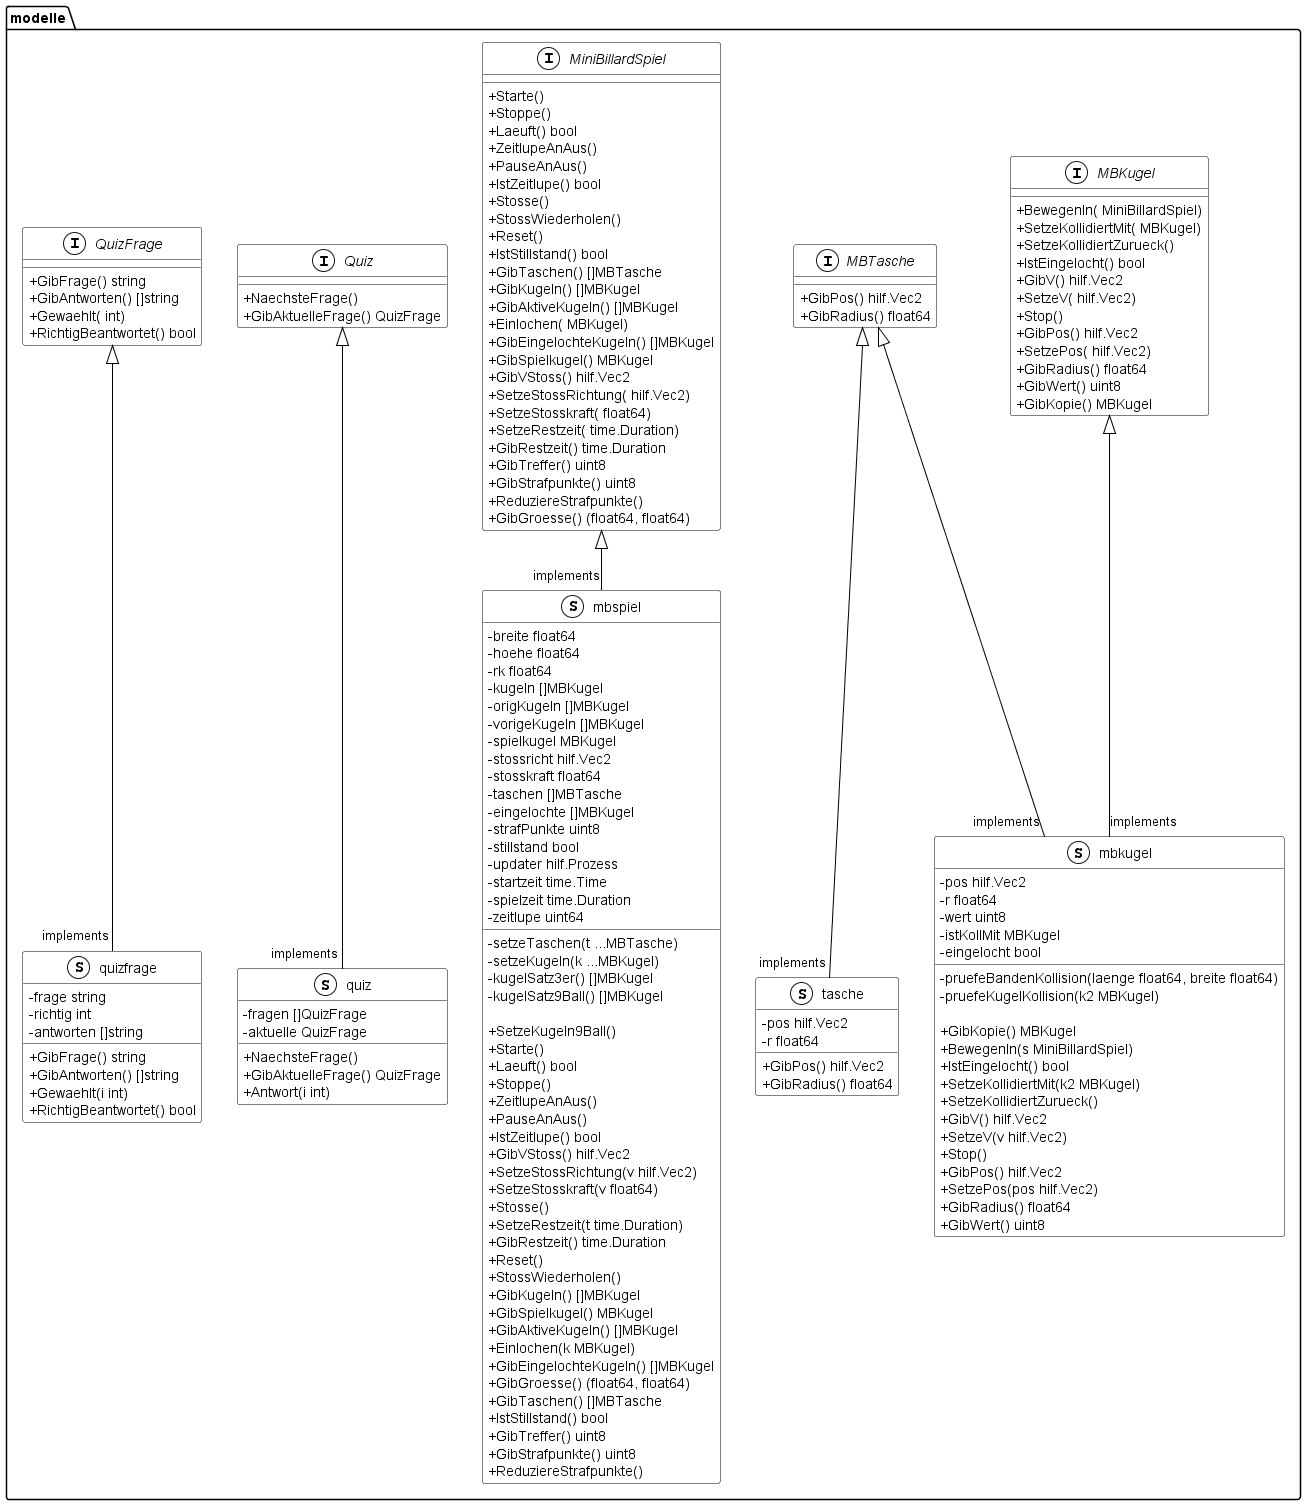 modelle
I QuizFrage
+GibFrage() string
+GibAntworten() []string
+Gewaehlt( int)
+RichtigBeantwortet() bool
I Quiz
+NaechsteFrage()
+GibAktuelleFrage() QuizFrage
I MiniBillardSpiel
+Starte()
+Stoppe()
+Laeuft() bool
+ZeitlupeAnAus()
+PauseAnAus()
+IstZeitlupe() bool
+Stosse()
+StossWiederholen()
+Reset()
+IstStillstand() bool
+GibTaschen() []MBTasche
+GibKugeln() []MBKugel
+GibAktiveKugeln() []MBKugel
+Einlochen( MBKugel)
+GibEingelochteKugeln() []MBKugel
+GibSpielkugel() MBKugel
+GibVStoss() hilf.Vec2
+SetzeStossRichtung( hilf.Vec2)
+SetzeStosskraft( float64)
+SetzeRestzeit( time.Duration)
+GibRestzeit() time.Duration
+GibTreffer() uint8
+GibStrafpunkte() uint8
+ReduziereStrafpunkte()
+GibGroesse() (float64, float64)
I MBTasche
+GibPos() hilf.Vec2
+GibRadius() float64
I MBKugel
+BewegenIn( MiniBillardSpiel)
+SetzeKollidiertMit( MBKugel)
+SetzeKollidiertZurueck()
+IstEingelocht() bool
+GibV() hilf.Vec2
+SetzeV( hilf.Vec2)
+Stop()
+GibPos() hilf.Vec2
+SetzePos( hilf.Vec2)
+GibRadius() float64
+GibWert() uint8
+GibKopie() MBKugel
implements
S quizfrage
-frage string
-richtig int
-antworten []string
+GibFrage() string
+GibAntworten() []string
+Gewaehlt(i int)
+RichtigBeantwortet() bool
implements
S quiz
-fragen []QuizFrage
-aktuelle QuizFrage
+NaechsteFrage()
+GibAktuelleFrage() QuizFrage
+Antwort(i int)
implements
S mbspiel
-breite float64
-hoehe float64
-rk float64
-kugeln []MBKugel
-origKugeln []MBKugel
-vorigeKugeln []MBKugel
-spielkugel MBKugel
-stossricht hilf.Vec2
-stosskraft float64
-taschen []MBTasche
-eingelochte []MBKugel
-strafPunkte uint8
-stillstand bool
-updater hilf.Prozess
-startzeit time.Time
-spielzeit time.Duration
-zeitlupe uint64
-setzeTaschen(t ...MBTasche)
-setzeKugeln(k ...MBKugel)
-kugelSatz3er() []MBKugel
-kugelSatz9Ball() []MBKugel
+SetzeKugeln9Ball()
+Starte()
+Laeuft() bool
+Stoppe()
+ZeitlupeAnAus()
+PauseAnAus()
+IstZeitlupe() bool
+GibVStoss() hilf.Vec2
+SetzeStossRichtung(v hilf.Vec2)
+SetzeStosskraft(v float64)
+Stosse()
+SetzeRestzeit(t time.Duration)
+GibRestzeit() time.Duration
+Reset()
+StossWiederholen()
+GibKugeln() []MBKugel
+GibSpielkugel() MBKugel
+GibAktiveKugeln() []MBKugel
+Einlochen(k MBKugel)
+GibEingelochteKugeln() []MBKugel
+GibGroesse() (float64, float64)
+GibTaschen() []MBTasche
+IstStillstand() bool
+GibTreffer() uint8
+GibStrafpunkte() uint8
+ReduziereStrafpunkte()
implements
S tasche
-pos hilf.Vec2
-r float64
+GibPos() hilf.Vec2
+GibRadius() float64
implements
implements
S mbkugel
-pos hilf.Vec2
-r float64
-wert uint8
-istKollMit MBKugel
-eingelocht bool
-pruefeBandenKollision(laenge float64, breite float64)
-pruefeKugelKollision(k2 MBKugel)
+GibKopie() MBKugel
+BewegenIn(s MiniBillardSpiel)
+IstEingelocht() bool
+SetzeKollidiertMit(k2 MBKugel)
+SetzeKollidiertZurueck()
+GibV() hilf.Vec2
+SetzeV(v hilf.Vec2)
+Stop()
+GibPos() hilf.Vec2
+SetzePos(pos hilf.Vec2)
+GibRadius() float64
+GibWert() uint8